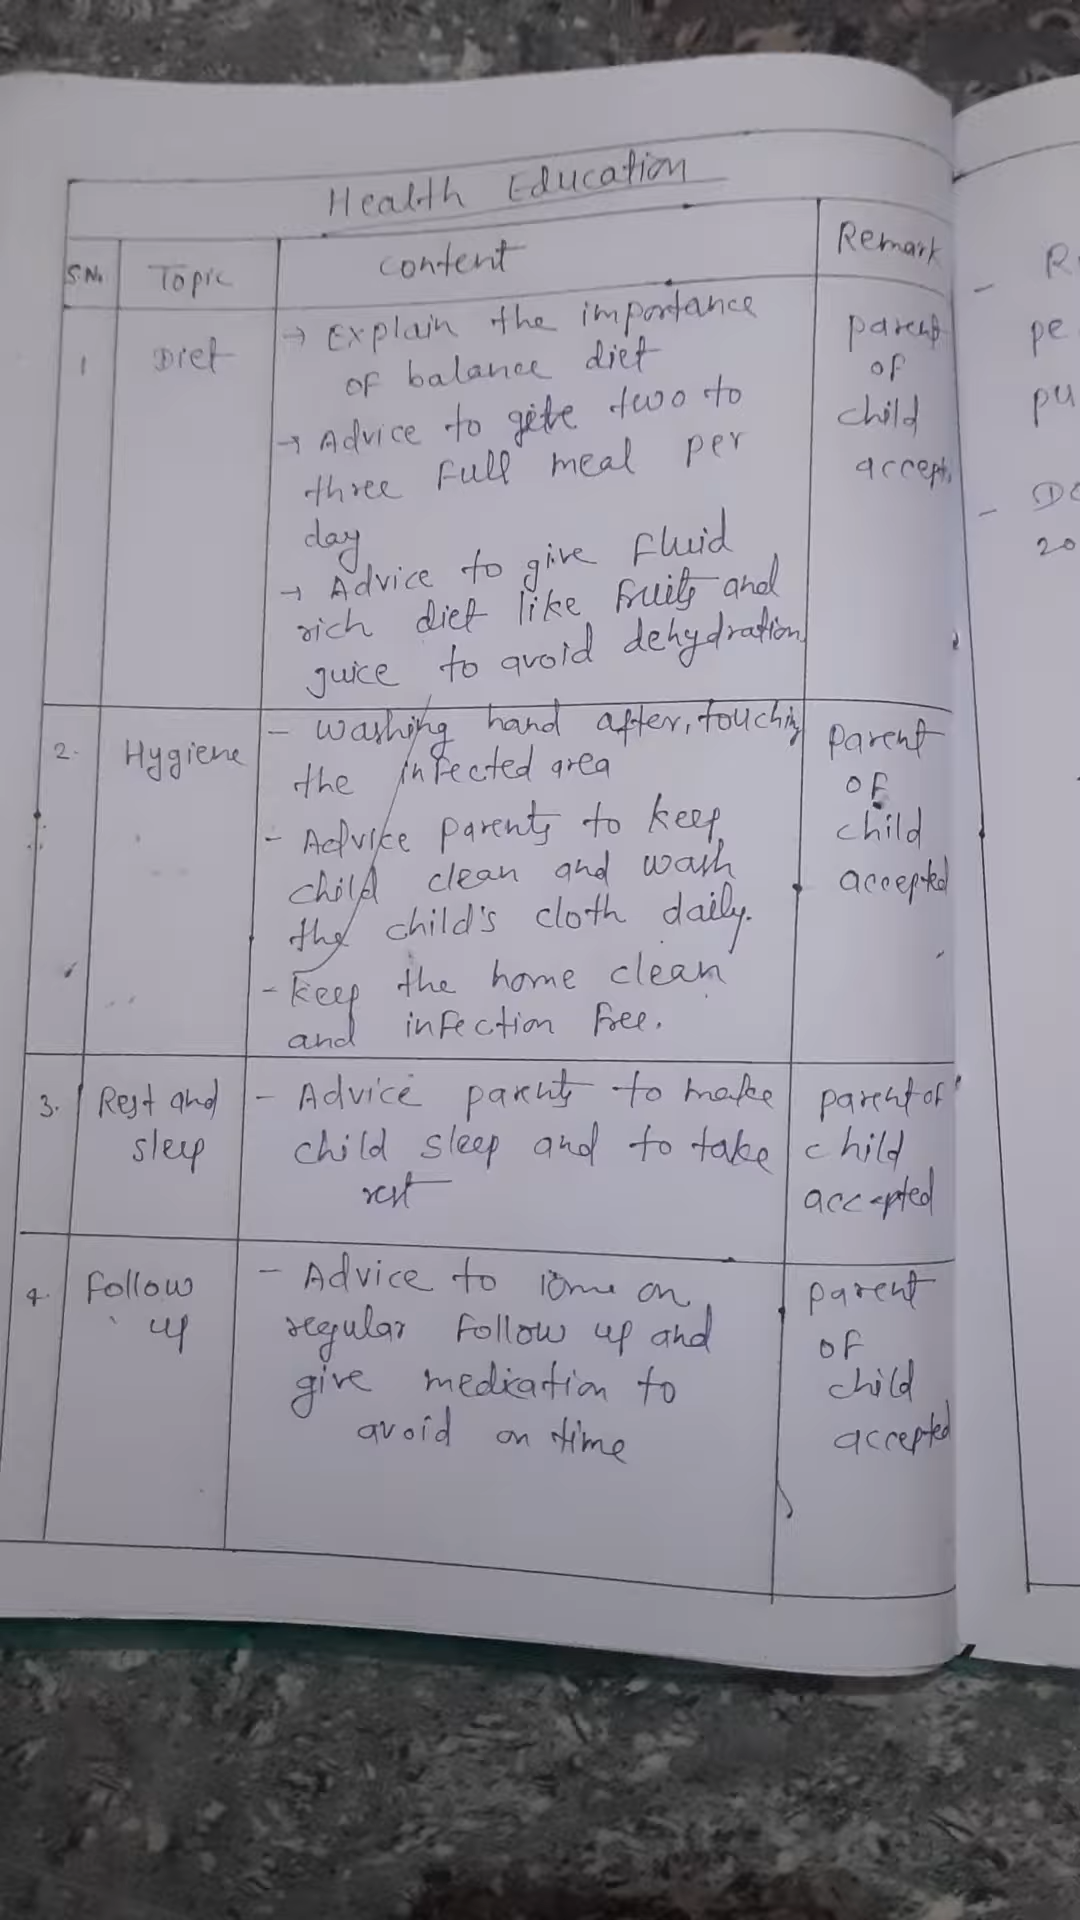 Health Education
S.No Topic content Remark
1 Diet
→ Explain the importance
of balance diet
→ Advice to give two to
three full meal per
day
→ Advice to give fluid
rich diet like fruits and
juice to avoid dehydration
parent
of
child
accept.
2. Hygiene
- washing hand after, touching
the infected area
- Advice parents to keep
child clean and wash
the child's cloth daily.
- keep the home clean
and infection free.
parent
of
child
accepted
3. Rest and
sleep
- Advice parents to make
child sleep and to take
rest
parent of
child
accepted
4. Follow
up
- Advice to come on
regular follow up and
give medication to
avoid on time
parent
of
child
accepted
pe
pu
20